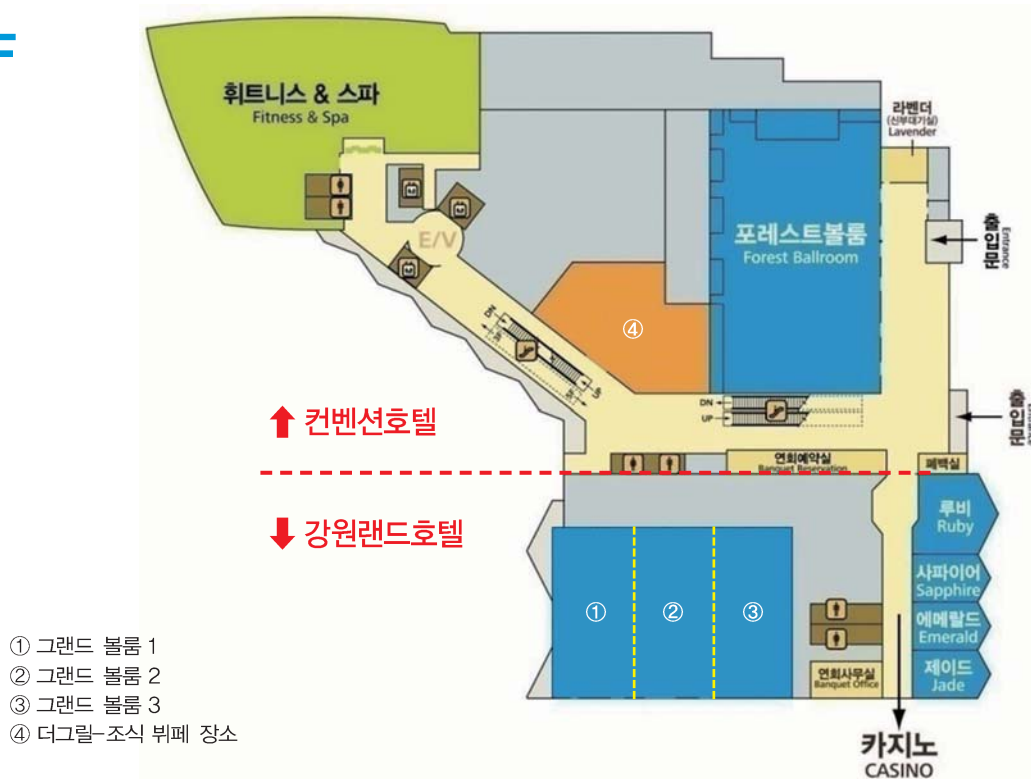 휘트니스 & 스파
Fitness & Spa
라벤더
(신부대기실)
Lavender
E/V
포레스트볼룸
Forest Ballroom
출입문
Entrance
④
DN
UP
DN
UP
출입문
컨벤션호텔
연회예약실
Banquet Reservation
폐백실
강원랜드호텔
루비
Ruby
사파이어
Sapphire
①
②
③
에메랄드
Emerald
연회사무실
Banquet Office
제이드
Jade
카지노
CASINO
① 그랜드 볼룸 1
② 그랜드 볼룸 2
③ 그랜드 볼룸 3
④ 더그릴-조식 뷔페 장소